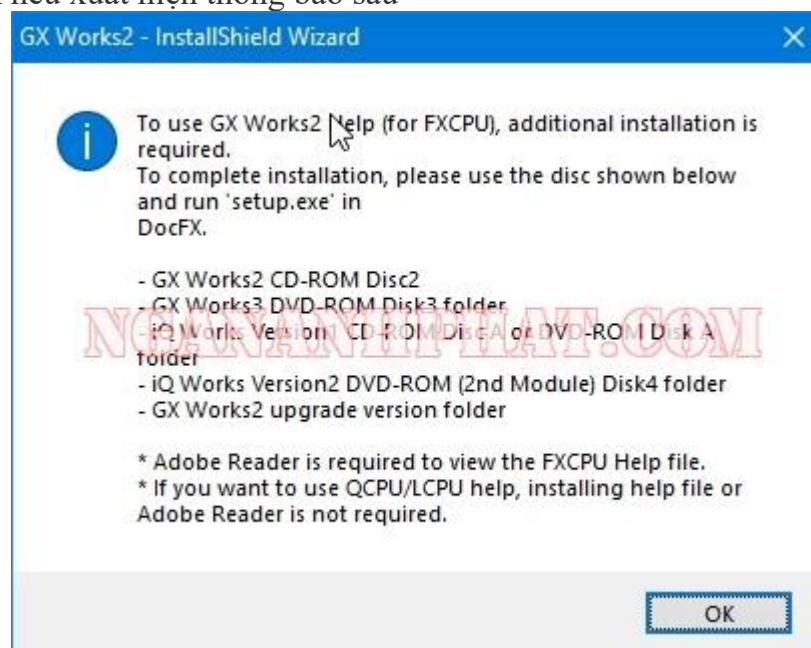 nếu xuất hiện thông báo sau
GX Works2 - InstallShield Wizard
To use GX Works2 Help (for FXCPU), additional installation is
required.
To complete installation, please use the disc shown below
and run 'setup.exe' in
DocFX.
- GX Works2 CD-ROM Disc2
- GX Works3 DVD-ROM Disk3 folder
- iQ Works Version1 CD-ROM Disc A or DVD-ROM Disk A
folder
- iQ Works Version2 DVD-ROM (2nd Module) Disk4 folder
- GX Works2 upgrade version folder
* Adobe Reader is required to view the FXCPU Help file.
* If you want to use QCPU/LCPU help, installing help file or
Adobe Reader is not required.
NGANANHPHAT.COM
OK